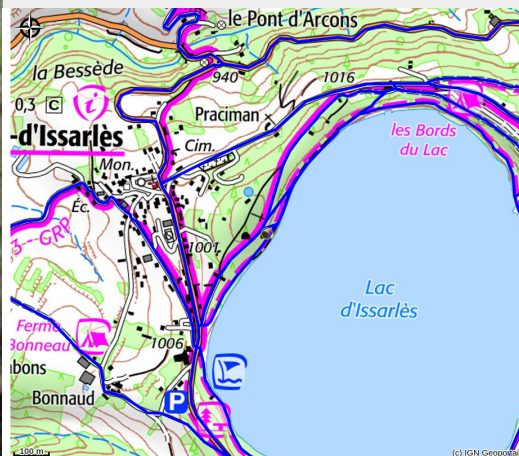 le Pont d'Arcons
la Bessède
940
1016
0,3 C
Praciman
-d'Issarlès
les Bords
du Lac
Cim.
Mon.
Éc.
3---GRP
1001
Lac
d'Issarlès
Ferme
Bonneau
1006
bons
Bonnaud
P
100 m
(c) IGN Geoportai